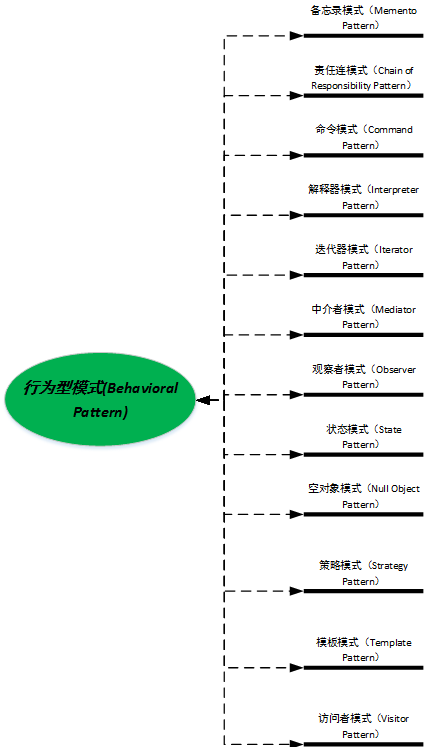 备忘录模式（Memento
Pattern）
责任连模式（Chain of
Responsibility Pattern）
命令模式（Command
Pattern）
解释器模式（Interpreter
Pattern）
迭代器模式（Iterator
Pattern）
中介者模式（Mediator
Pattern）
行为型模式(Behavioral
Pattern)
观察者模式（Observer
Pattern）
状态模式（State
Pattern）
空对象模式（Null Object
Pattern）
策略模式（Strategy
Pattern）
模板模式（Template
Pattern）
访问者模式（Visitor
Pattern）